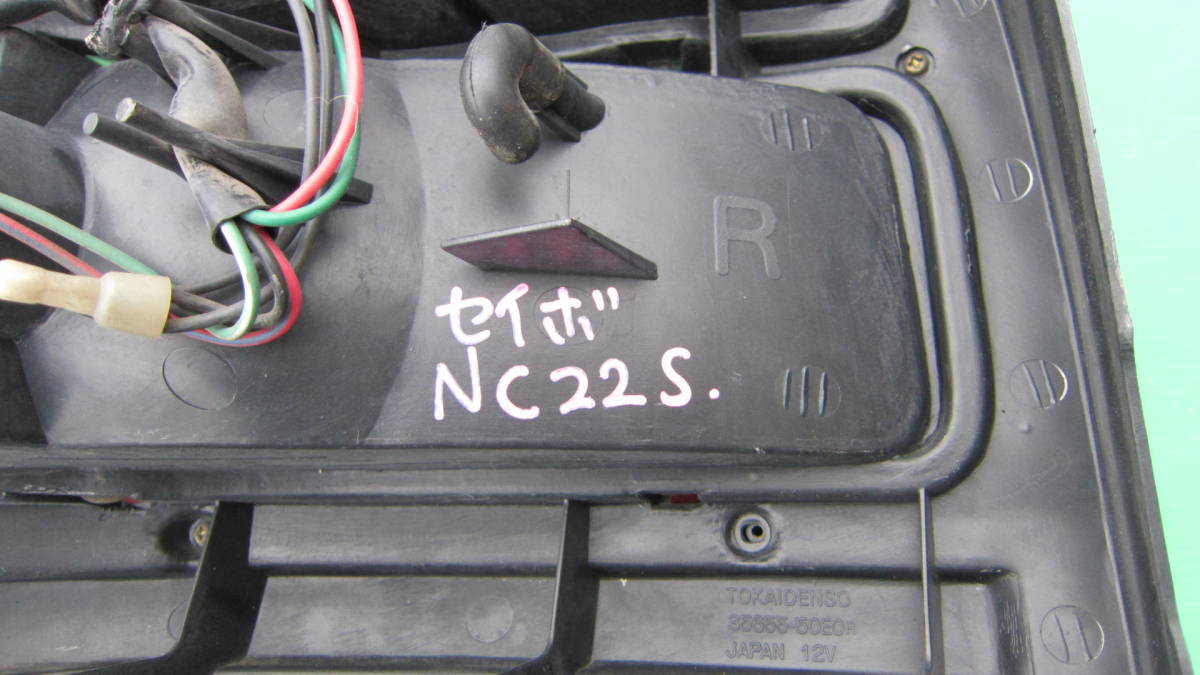 R
セイボ
NC22S.
TOKAIDENSO
JAPAN 12V